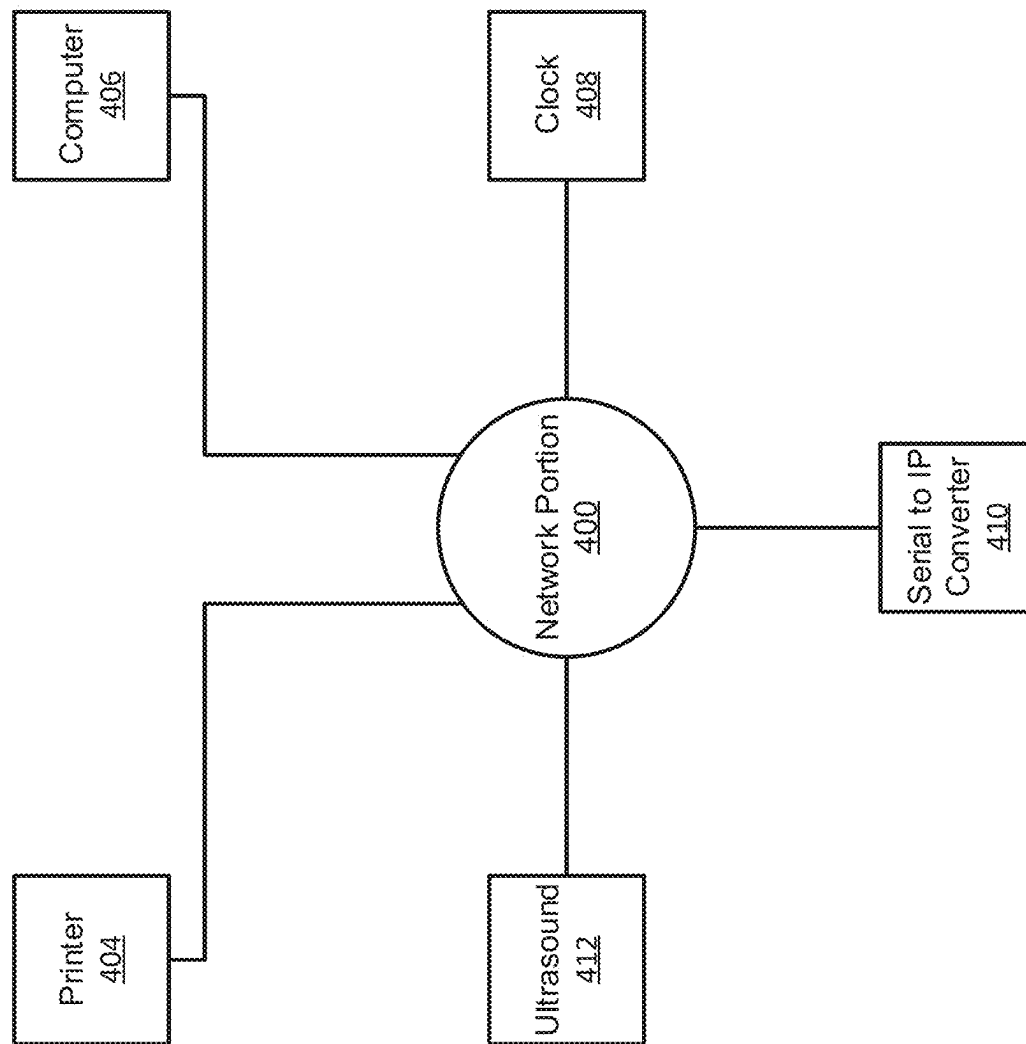 Printer
404
Computer
406
Ultrasound
412
Network Portion
400
Clock
408
Serial to IP
Converter
410